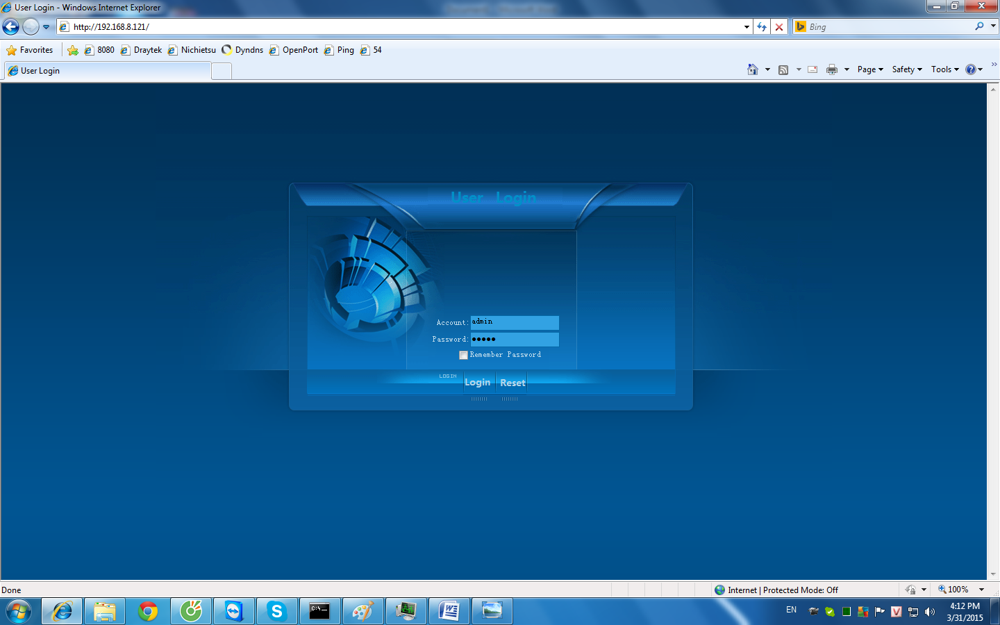 User Login - Windows Internet Explorer
http://192.168.8.121/
Bing
Favorites
8080
Draytek
Nichietsu
Dyndns
OpenPort
Ping
54
User Login
Page
Safety
Tools
User Login
Account: admin
Password:
Remember Password
LOGIN
Login
Reset
Done
Internet | Protected Mode: Off
100%
C:\
EN
4:12 PM
3/31/2015